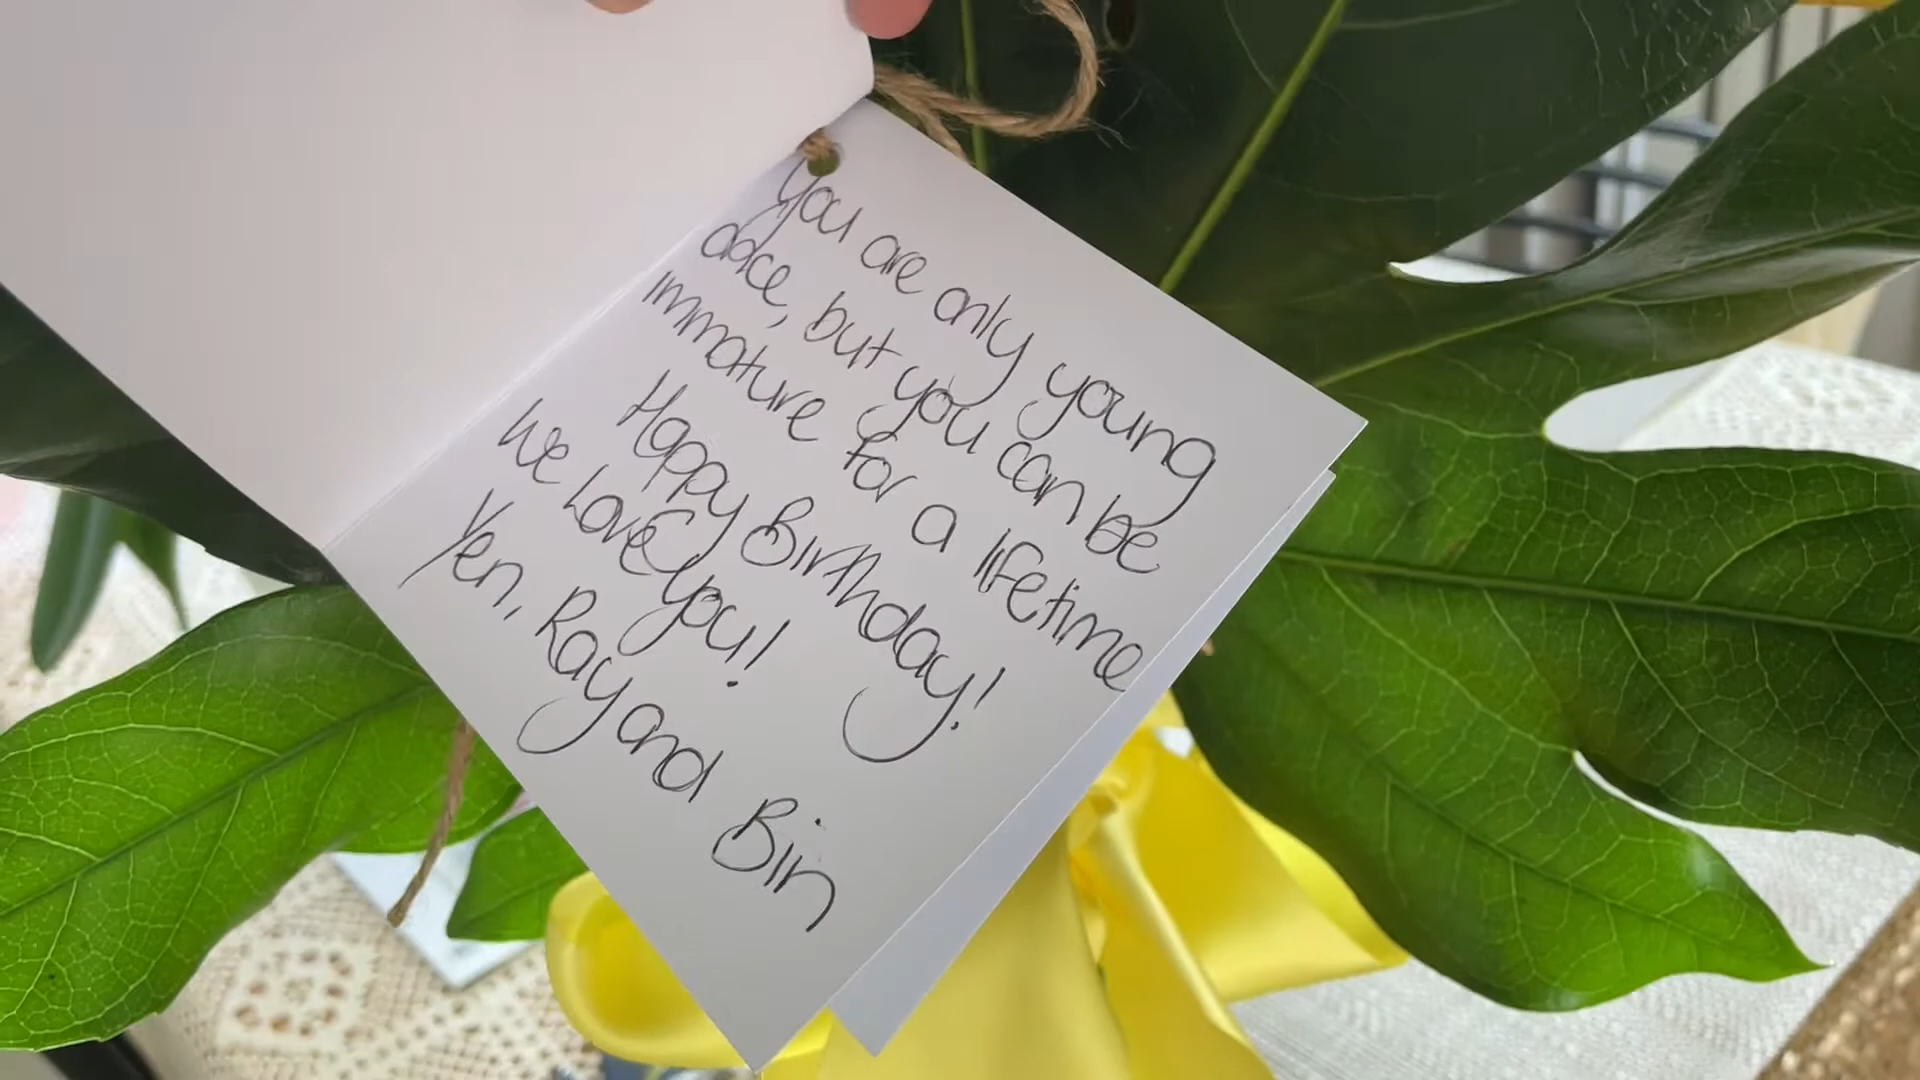 You are only young
once, but you can be
immature for a lifetime
Happy Birthday!
We Love you!
Yen, Ray and Bin